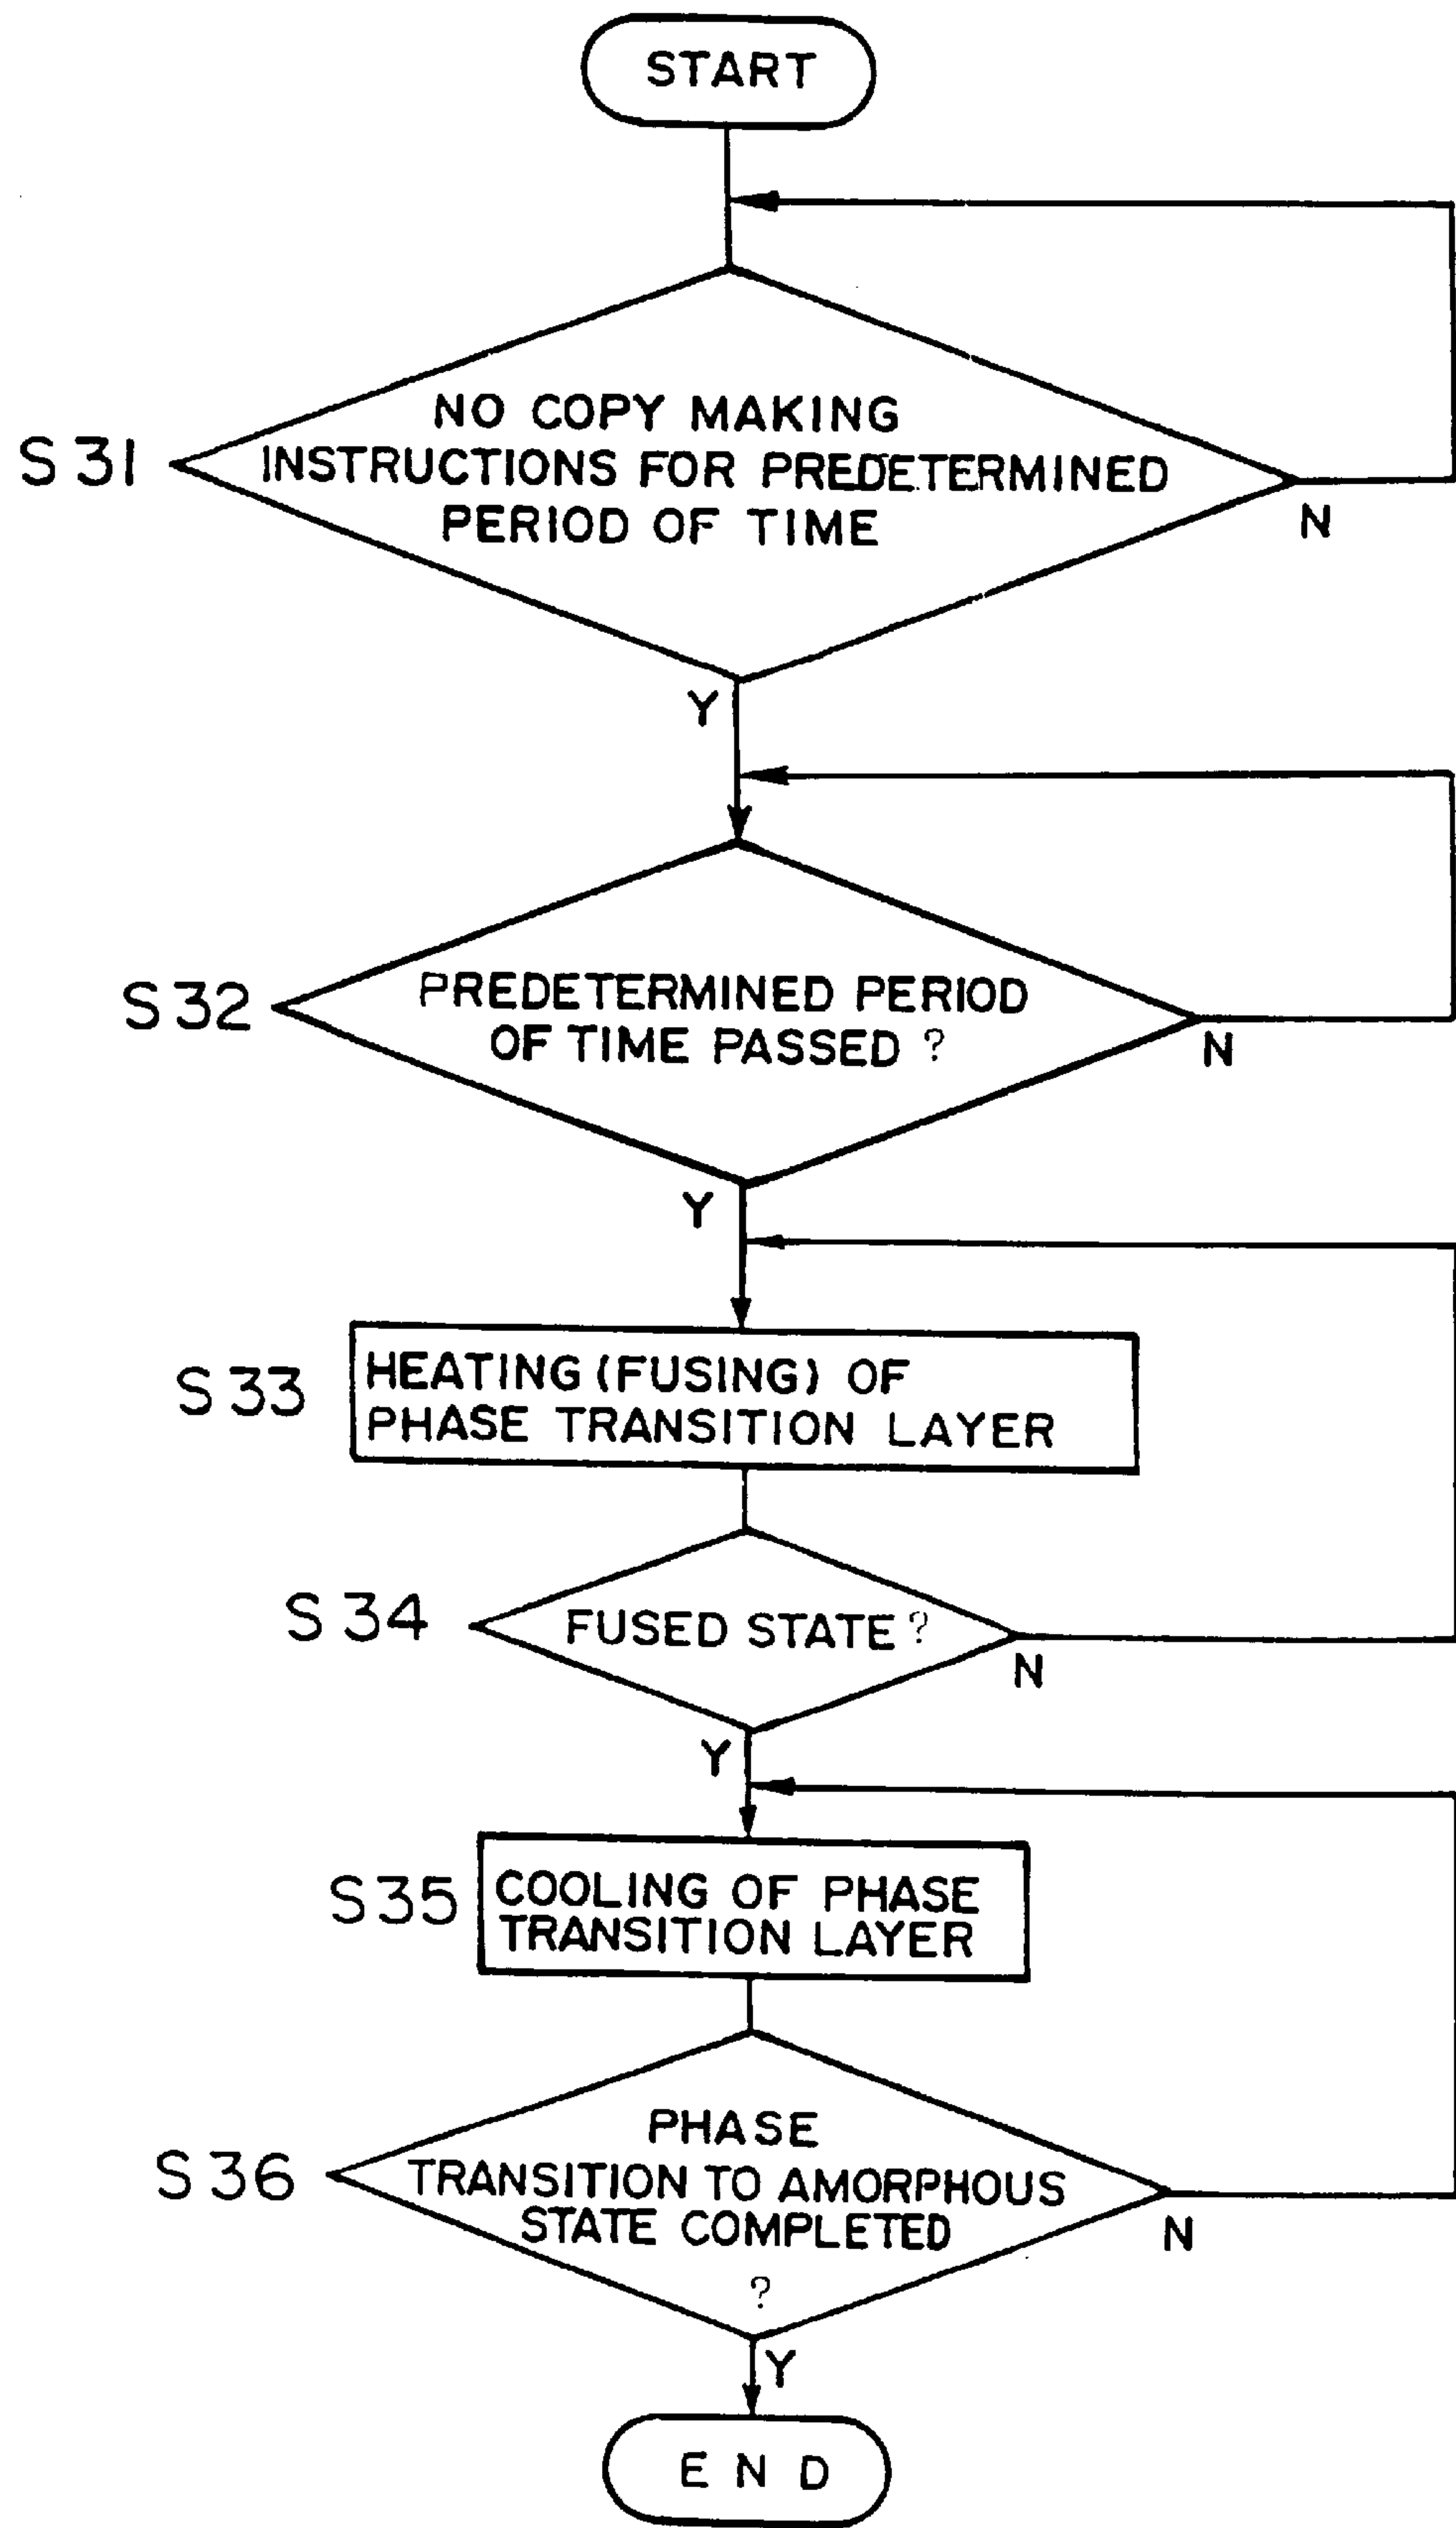 START
NO COPY MAKING
S31 INSTRUCTIONS FOR PREDETERMINED
PERIOD OF TIME
N
Y
PREDETERMINED PERIOD
S32
OF TIME PASSED ?
N
Y
HEATING (FUSING) OF
S33
PHASE TRANSITION LAYER
S34 FUSED STATE ?
N
Y
COOLING OF PHASE
S35
TRANSITION LAYER
PHASE
S36 TRANSITION TO AMORPHOUS
STATE COMPLETED
N
?
Y
END